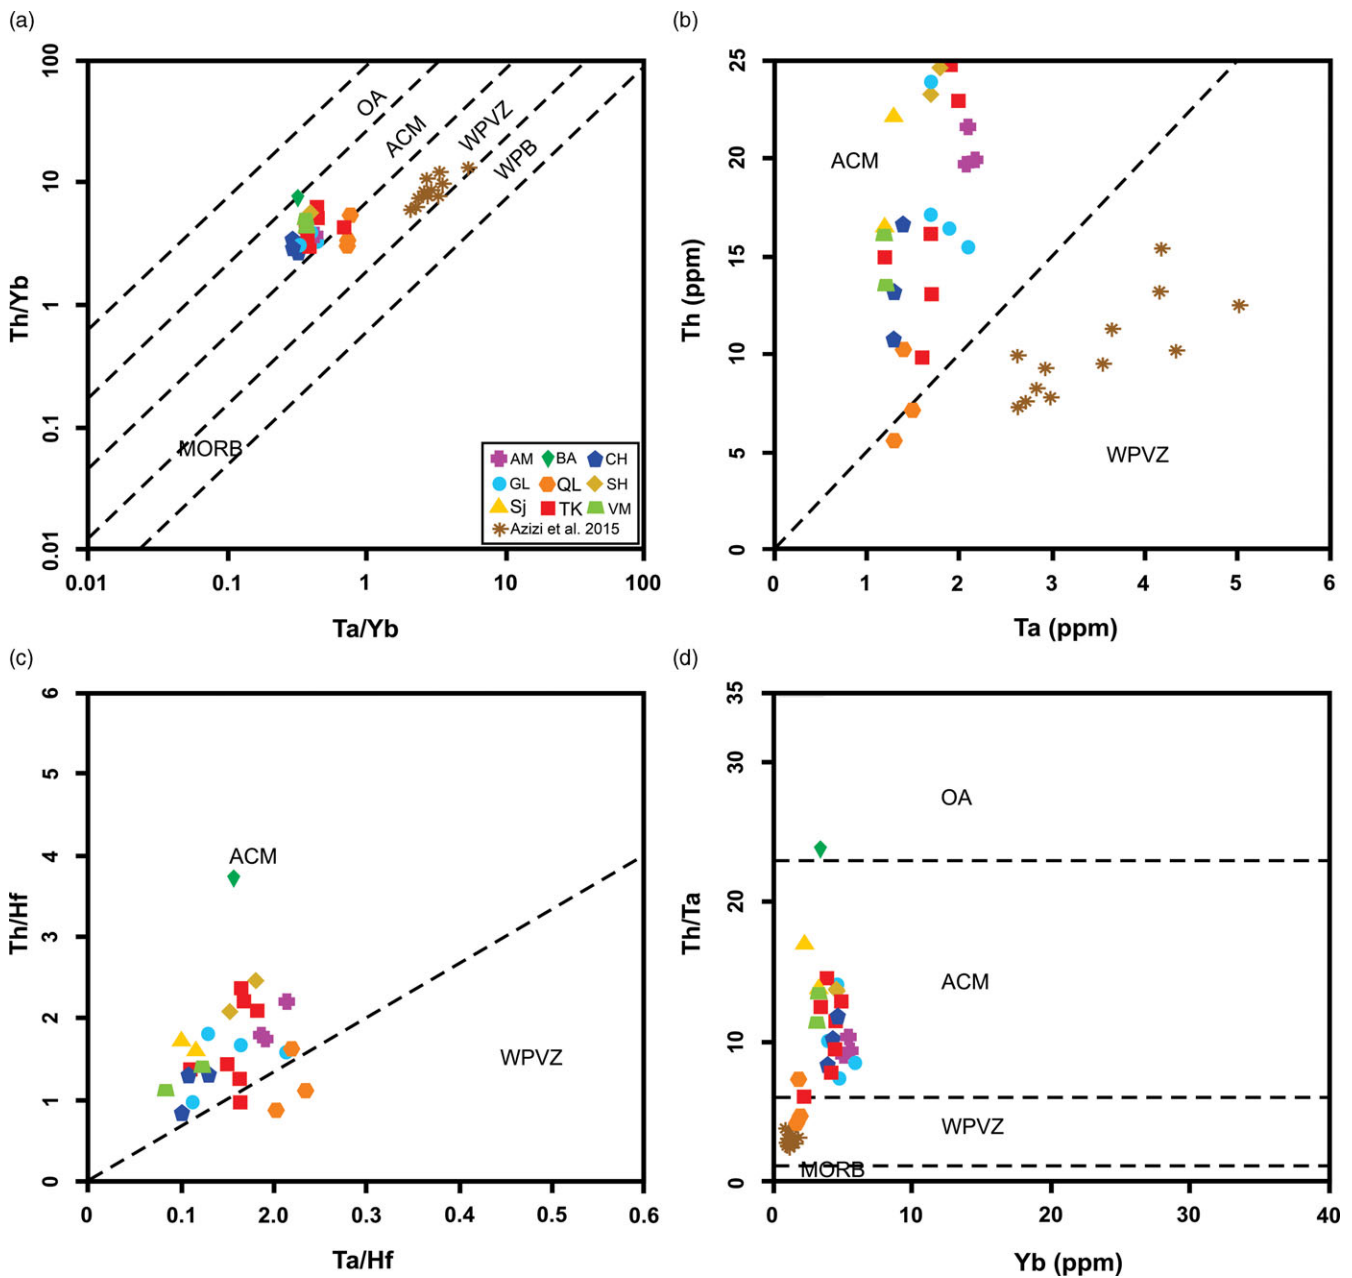 (a)
100
10
1
0.1
0.01
Th/Yb
OA
ACM
WPVZ
WPB
MORB
AM BA CH
GL QL SH
Sj TK VM
Azizi et al. 2015
0.01 0.1 1 10 100
Ta/Yb
(b)
25
20
15
10
5
0
Th (ppm)
ACM
WPVZ
0 1 2 3 4 5 6
Ta (ppm)
(c)
6
5
4
3
2
1
0
Th/Hf
ACM
WPVZ
0 0.1 2.0 0.3 0.4 0.5 0.6
Ta/Hf
(d)
35
30
20
10
5
0
Th/Ta
OA
ACM
WPVZ
MORB
0 10 20 30 40
Yb (ppm)